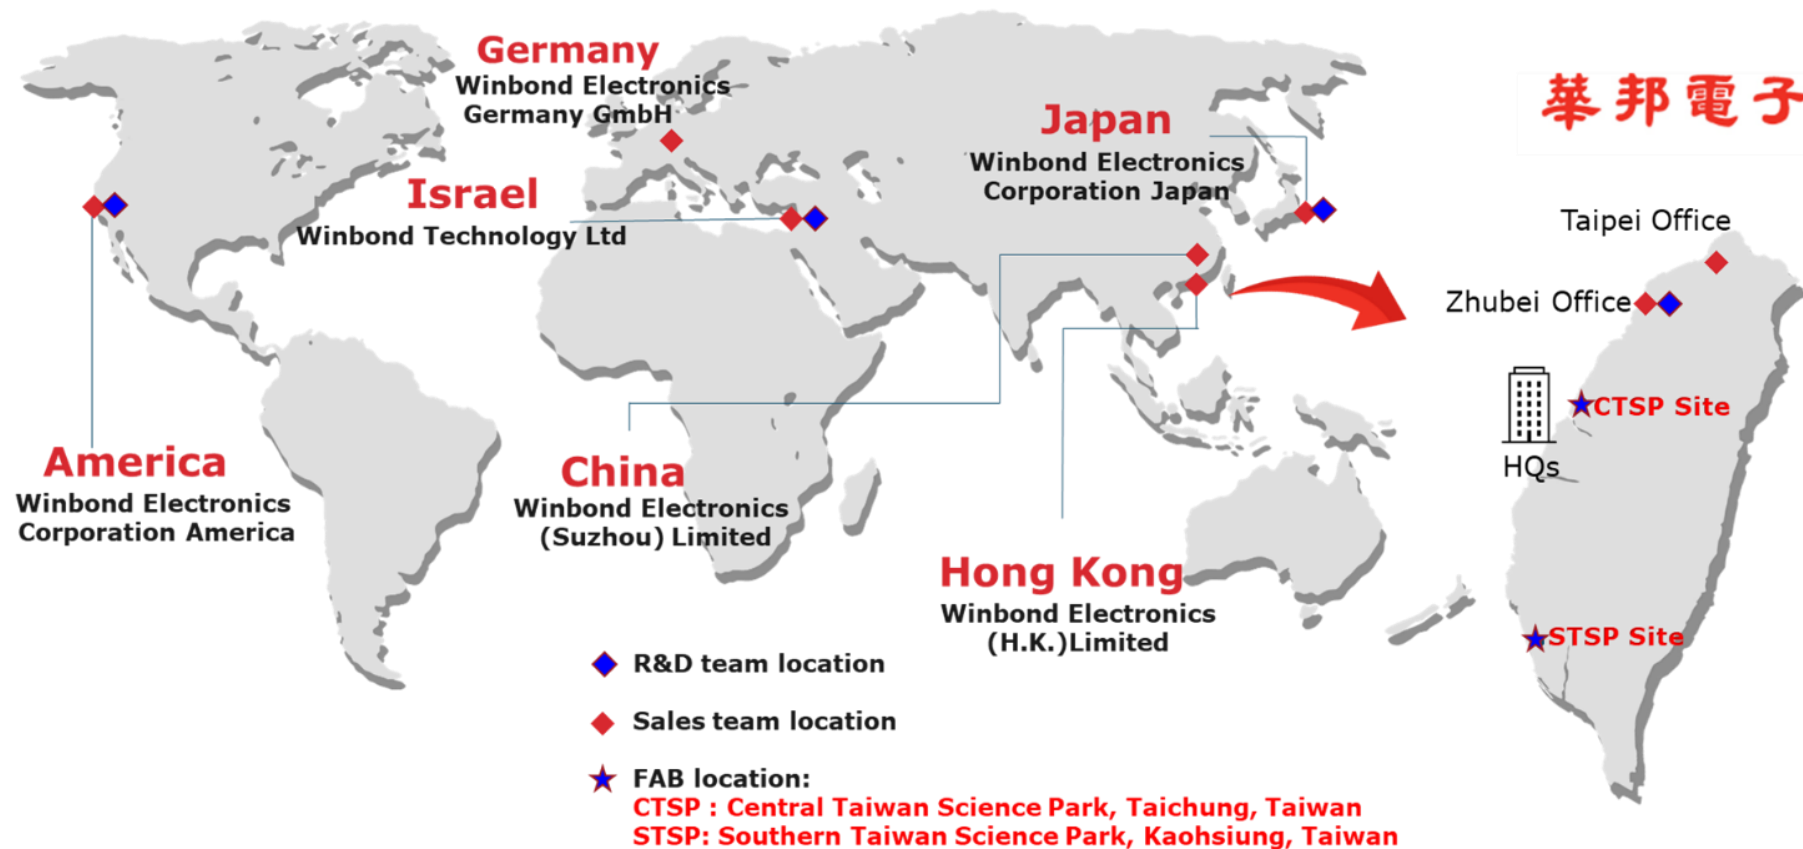 Germany
Winbond Electronics
Germany GmbH
Japan
Winbond Electronics
Corporation Japan
華邦電子
Israel
Winbond Technology Ltd
Taipei Office
Zhubei Office
CTSP Site
HQs
America
Winbond Electronics
Corporation America
China
Winbond Electronics
(Suzhou) Limited
Hong Kong
Winbond Electronics
(H.K.)Limited
STSP Site
R&D team location
Sales team location
FAB location:
CTSP : Central Taiwan Science Park, Taichung, Taiwan
STSP: Southern Taiwan Science Park, Kaohsiung, Taiwan